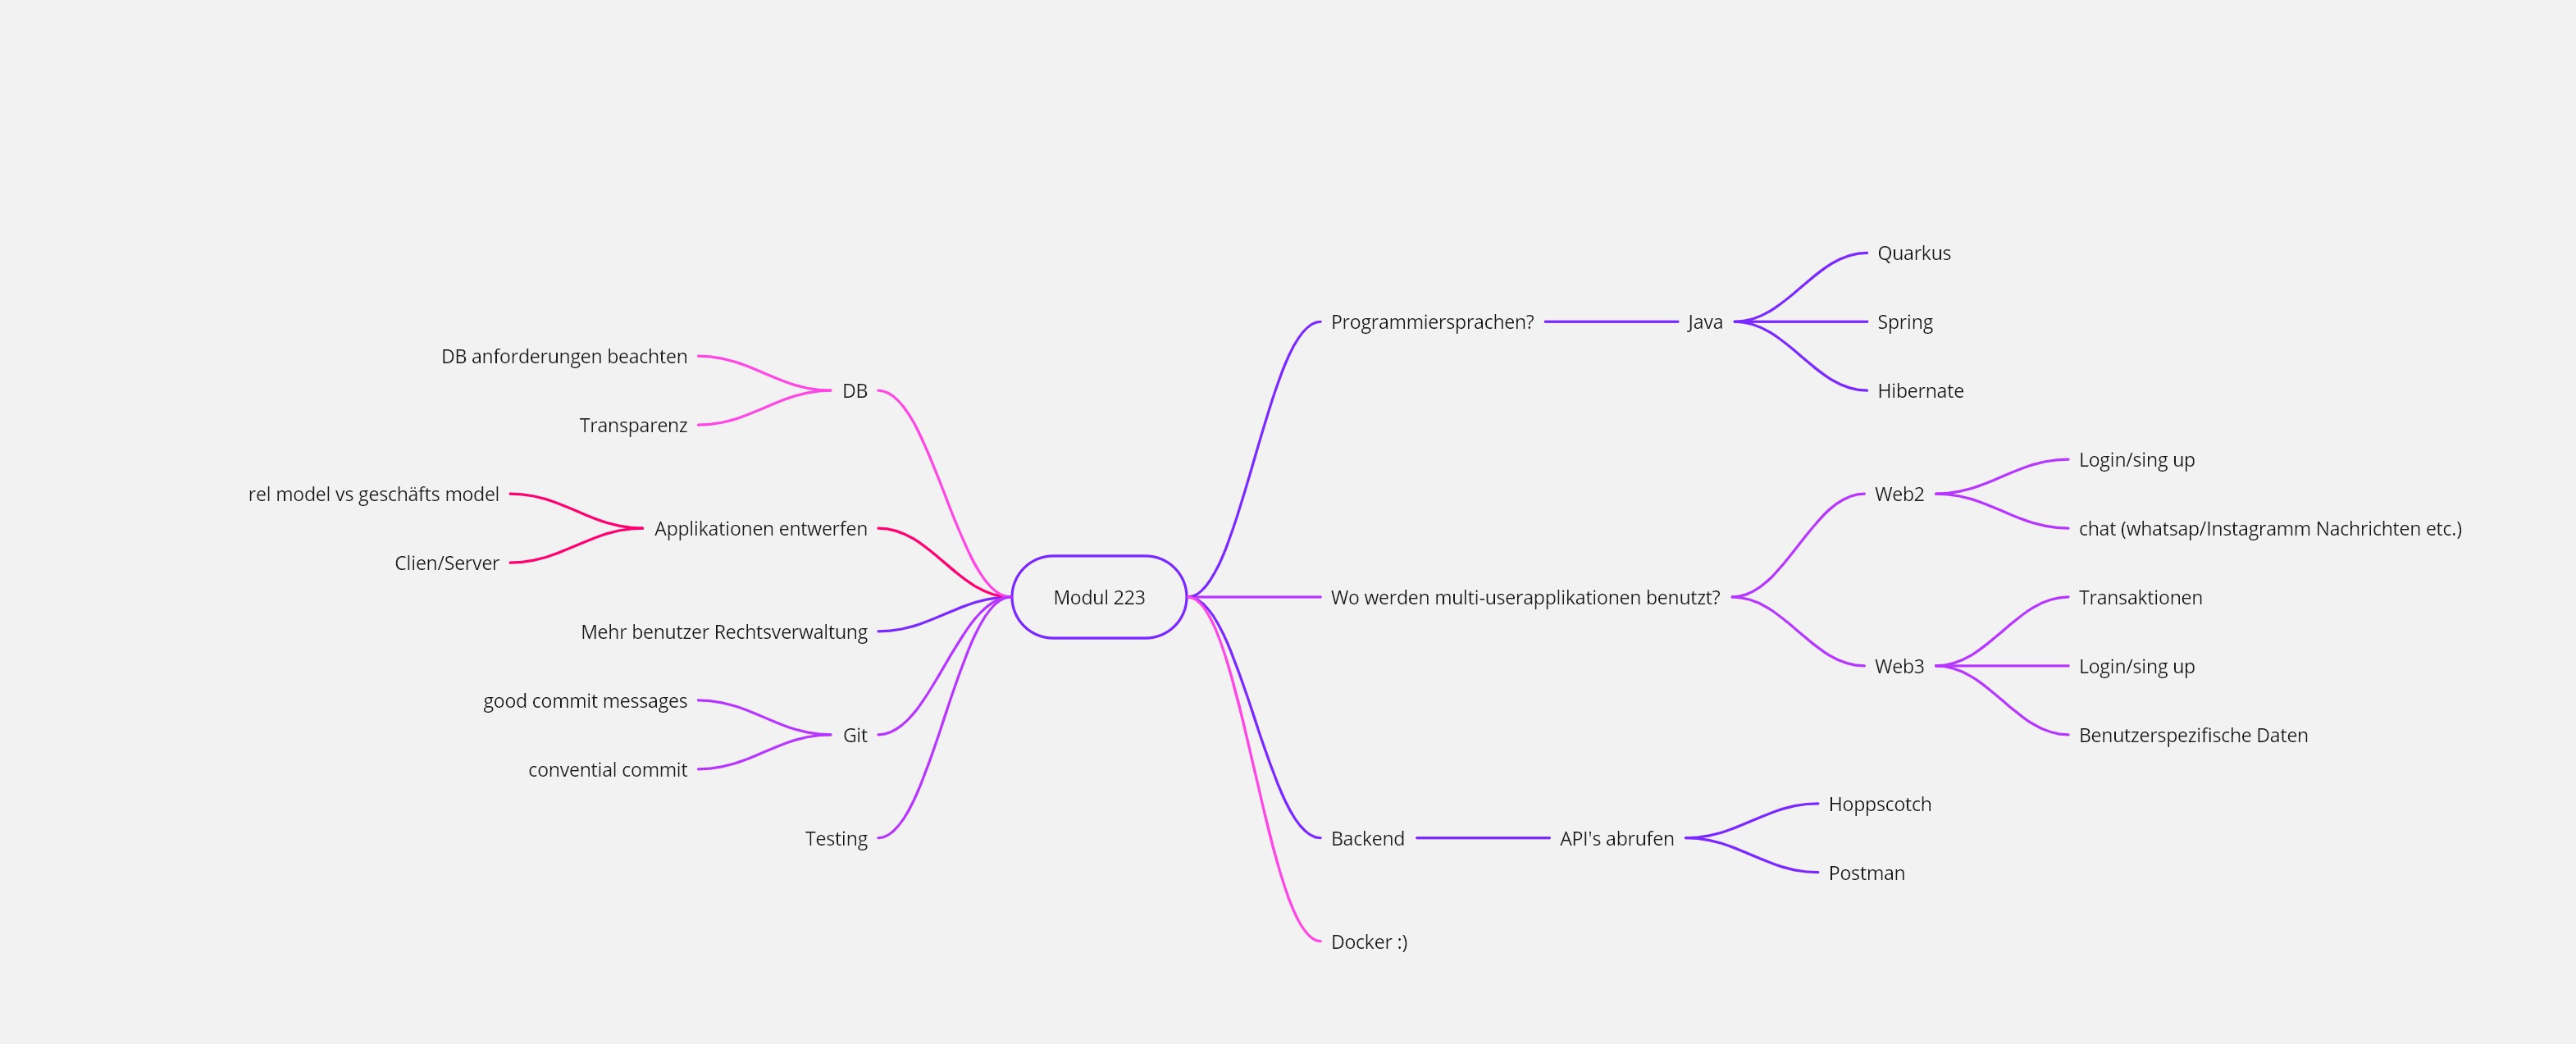 Modul 223
Programmiersprachen?
Java
Quarkus
Spring
Hibernate
Wo werden multi-userapplikationen benutzt?
Web2
Login/sing up
chat (whatsap/Instagramm Nachrichten etc.)
Web3
Transaktionen
Login/sing up
Benutzerspezifische Daten
Backend
API's abrufen
Hoppscotch
Postman
Docker :)
DB
DB anforderungen beachten
Transparenz
Applikationen entwerfen
rel model vs geschäfts model
Clien/Server
Mehr benutzer Rechtsverwaltung
Git
good commit messages
convential commit
Testing